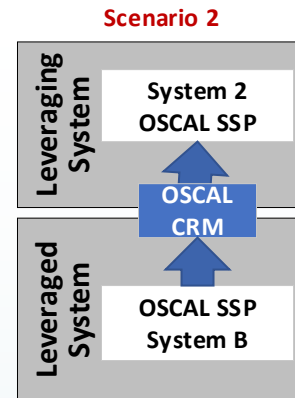 Scenario 2
Leveraging
System
System 2
OSCAL SSP
OSCAL
CRM
Leveraged
System
OSCAL SSP
System B